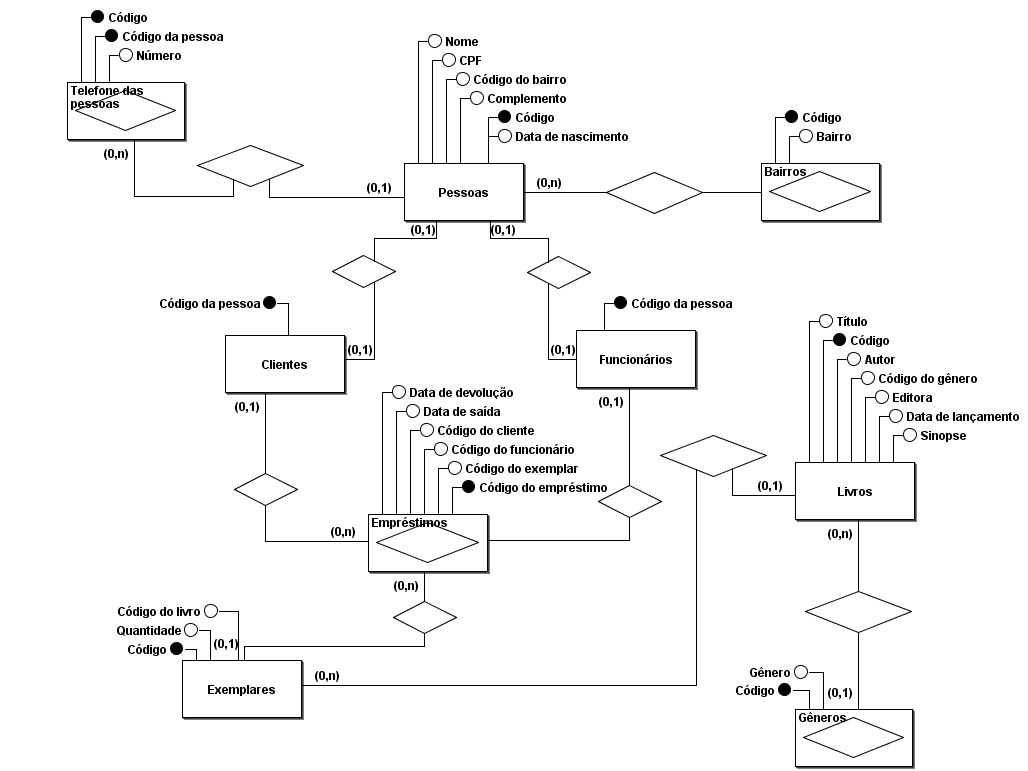 Código
Código da pessoa
Número
Telefone das
pessoas
(0,n)
Nome
CPF
Código do bairro
Complemento
Código
Data de nascimento
(0,1)
Pessoas
(0,n)
Código
Bairro
Bairros
(0,1)
(0,1)
Código da pessoa
Clientes
(0,1)
(0,1)
Código da pessoa
(0,1)
Funcionários
(0,1)
Título
Código
Autor
Código do gênero
Editora
Data de lançamento
Sinopse
(0,1)
Livros
(0,n)
Data de devolução
Data de saída
Código do cliente
Código do funcionário
Código do exemplar
Código do empréstimo
(0,n)
Empréstimos
(0,n)
Código do livro
Quantidade
(0,1)
Código
Exemplares
(0,n)
Gênero
Código
(0,1)
Gêneros